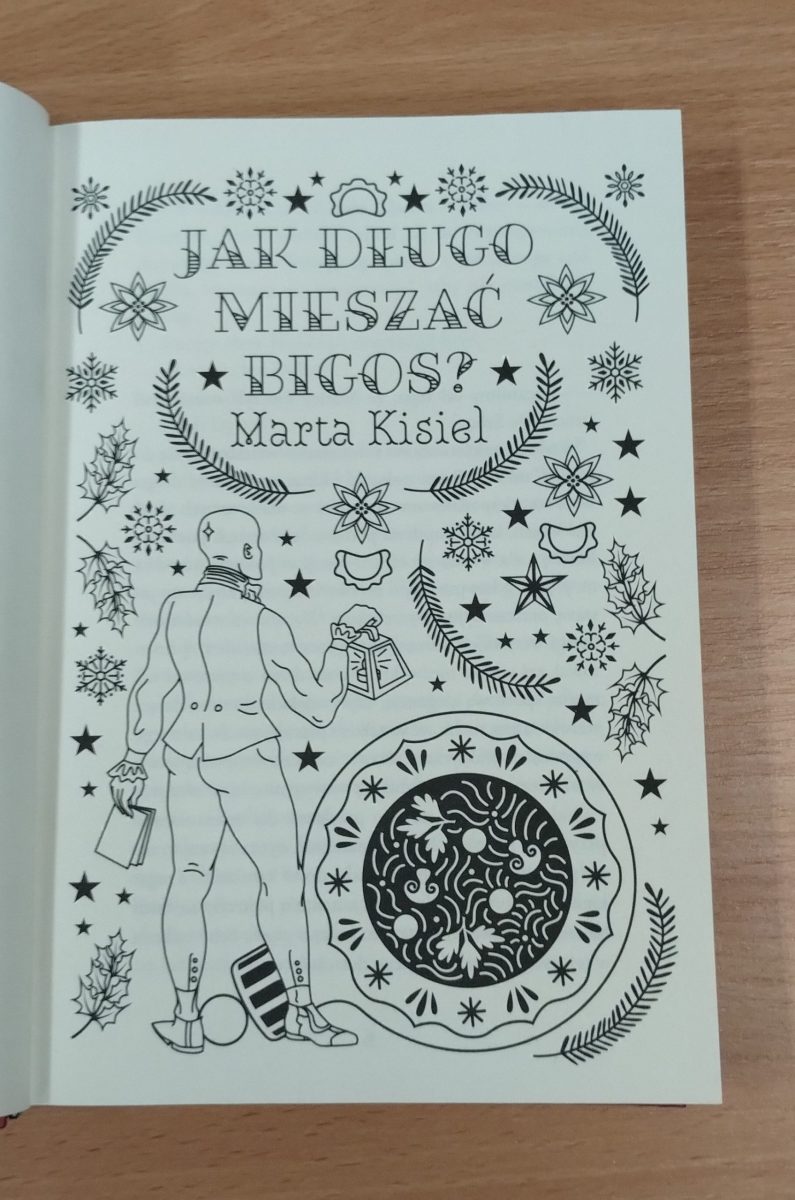 JAK DŁUGO
MIESZAĆ
BIGOS?
Marta Kisiel